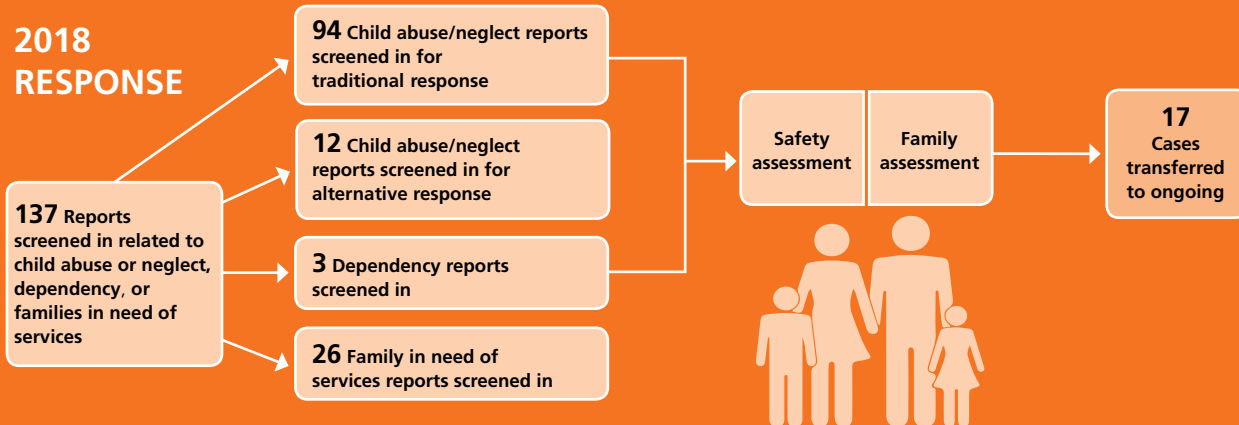 2018
RESPONSE
137 Reports
screened in related to
child abuse or neglect,
dependency, or
families in need of
services
94 Child abuse/neglect reports
screened in for
traditional response
12 Child abuse/neglect
reports screened in for
alternative response
3 Dependency reports
screened in
26 Family in need of
services reports screened in
Safety
assessment
Family
assessment
17
Cases
transferred
to ongoing